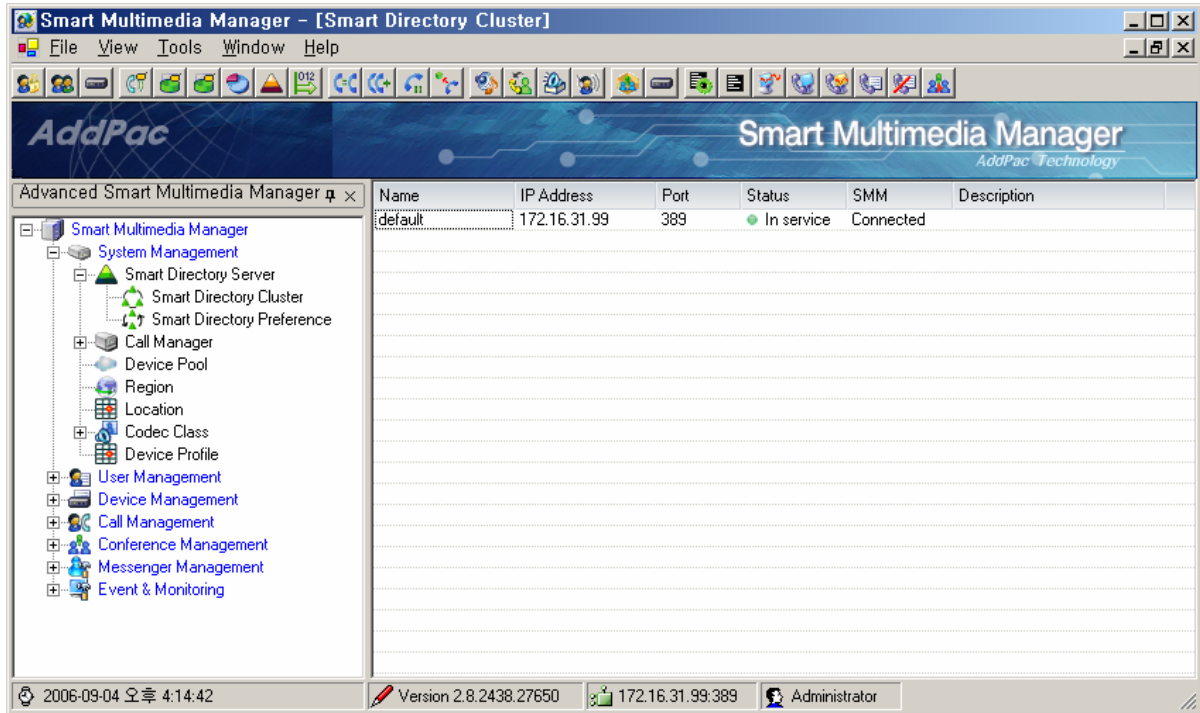 Smart Multimedia Manager – [Smart Directory Cluster]
File View Tools Window Help
012
AddPac
Smart Multimedia Manager
AddPac Technology
Advanced Smart Multimedia Manager
Name IP Address Port Status SMM Description
default 172.16.31.99 389 In service Connected
Smart Multimedia Manager
System Management
Smart Directory Server
Smart Directory Cluster
Smart Directory Preference
Call Manager
Device Pool
Region
Location
Codec Class
Device Profile
User Management
Device Management
Call Management
Conference Management
Messenger Management
Event & Monitoring
2006-09-04 오후 4:14:42 Version 2.8.2438.27650 172.16.31.99:389 Administrator